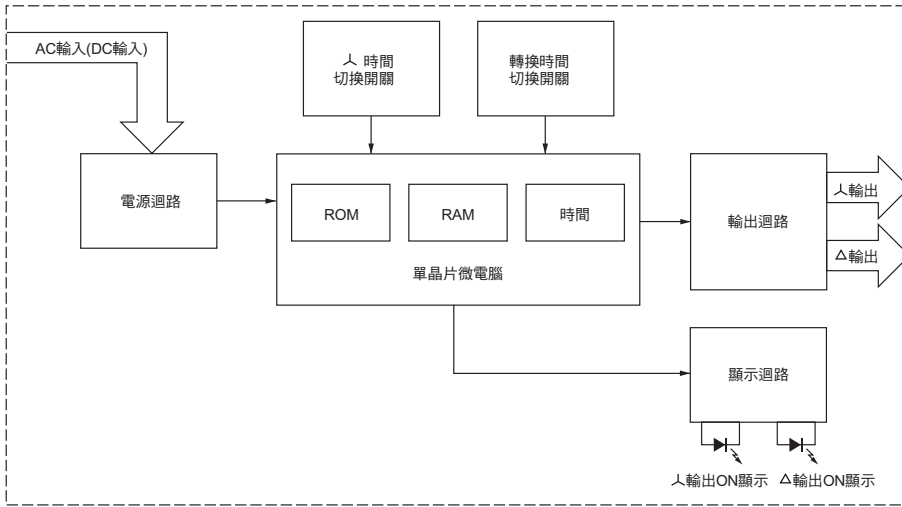 AC輸入(DC輸入)
人 時間
切換開關
轉換時間
切換開關
電源迴路
ROM
RAM
時間
單晶片微電腦
輸出迴路
人輸出
△輸出
顯示迴路
人輸出ON顯示
△輸出ON顯示